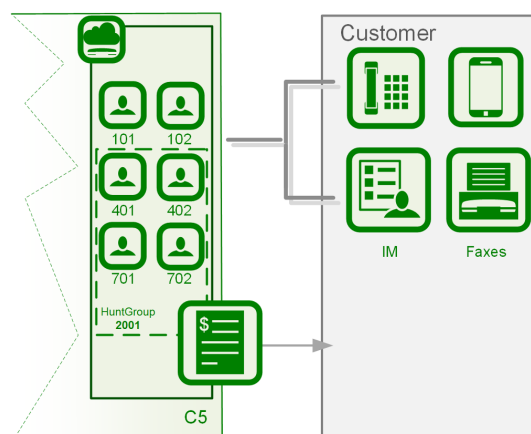 Customer
101 102
401 402
701 702
HuntGroup
2001
$
IM
Faxes
C5